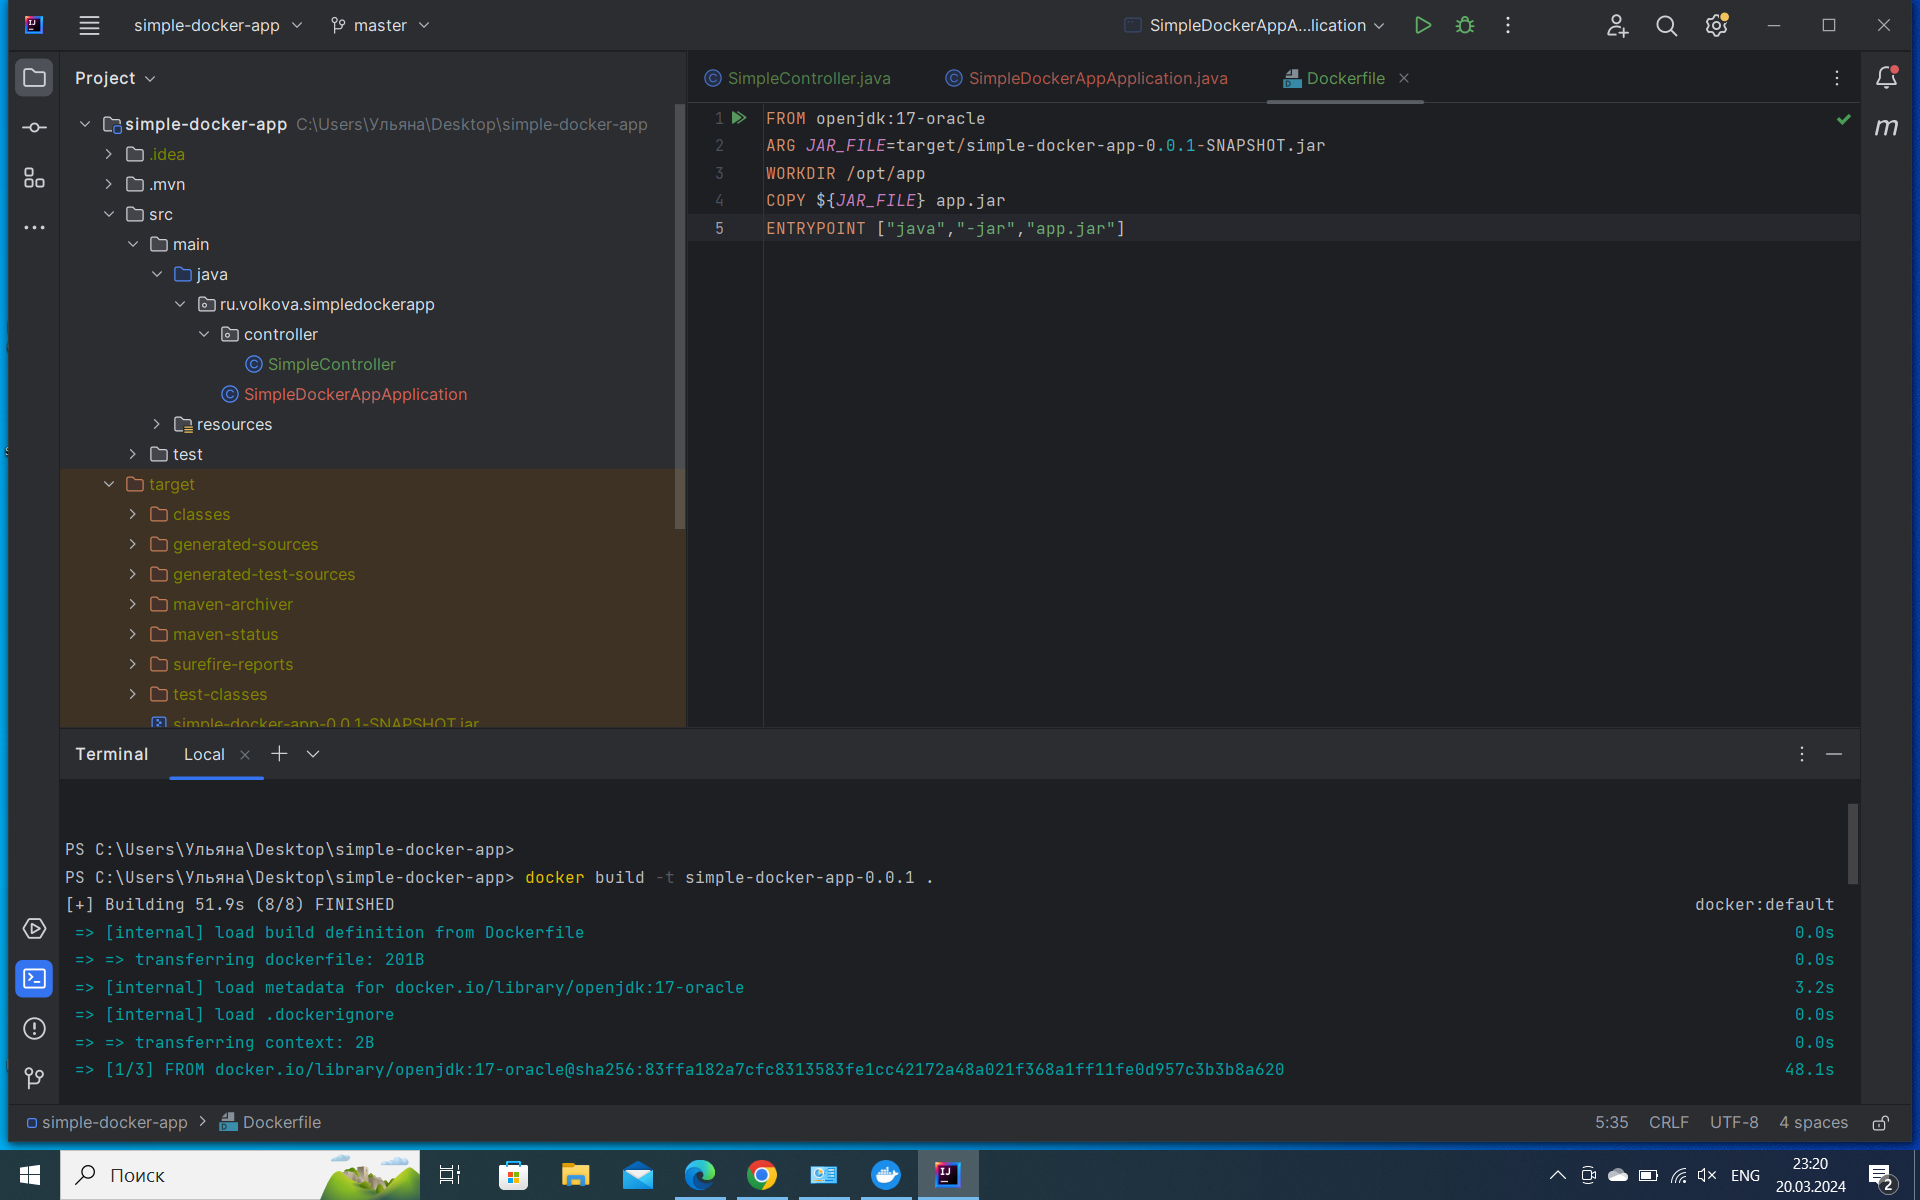 simple-docker-app
master
SimpleDockerAppA...lication
Project
SimpleController.java
SimpleDockerAppApplication.java
Dockerfile
simple-docker-app C:\Users\Ульяна\Desktop\simple-docker-app
.idea
.mvn
src
main
java
ru.volkova.simpledockerapp
controller
SimpleController
SimpleDockerAppApplication
resources
test
target
classes
generated-sources
generated-test-sources
maven-archiver
maven-status
surefire-reports
test-classes
simple-docker-app-0.0.1-SNAPSHOT.jar
1 FROM openjdk:17-oracle
2 ARG JAR_FILE=target/simple-docker-app-0.0.1-SNAPSHOT.jar
3 WORKDIR /opt/app
4 COPY ${JAR_FILE} app.jar
5 ENTRYPOINT ["java","-jar","app.jar"]
m
Terminal
Local
PS C:\Users\Ульяна\Desktop\simple-docker-app>
PS C:\Users\Ульяна\Desktop\simple-docker-app> docker build -t simple-docker-app-0.0.1 .
[+] Building 51.9s (8/8) FINISHED docker:default
=> [internal] load build definition from Dockerfile 0.0s
=> => transferring dockerfile: 201B 0.0s
=> [internal] load metadata for docker.io/library/openjdk:17-oracle 3.2s
=> [internal] load .dockerignore 0.0s
=> => transferring context: 2B 0.0s
=> [1/3] FROM docker.io/library/openjdk:17-oracle@sha256:83ffa182a7cfc8313583fe1cc42172a48a021f368a1ff11fe0d957c3b3b8a620 48.1s
simple-docker-app
Dockerfile
5:35
CRLF
UTF-8
4 spaces
Поиск
ENG
23:20
20.03.2024
2